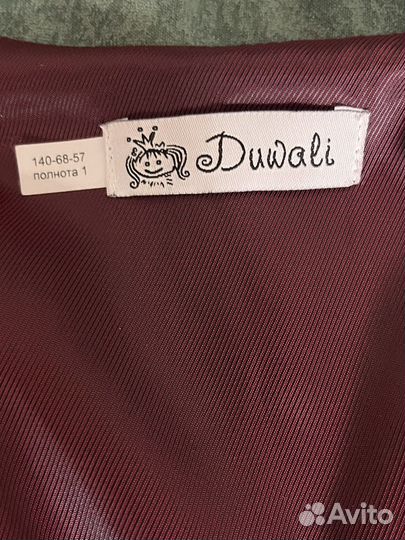 140-68-57
полнота 1
Duwali
Avito